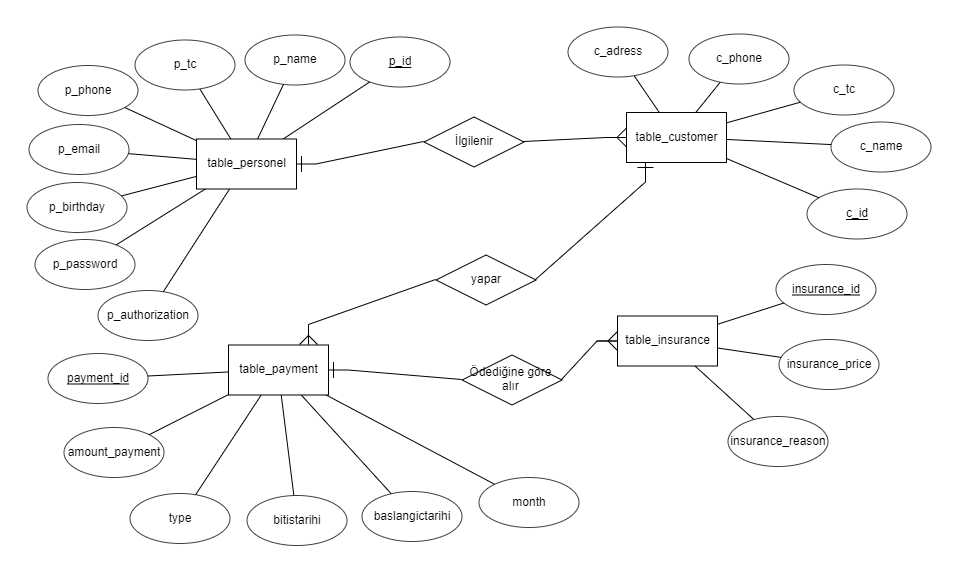 p_phone
p_tc
p_name
p_id
c_adress
c_phone
c_tc
c_name
c_id
p_email
p_birthday
p_password
p_authorization
table_personel
İlgilenir
table_customer
yapar
insurance_id
table_insurance
insurance_price
insurance_reason
table_payment
Ödediğine göre
alır
payment_id
amount_payment
type
bitistarihi
baslangictarihi
month